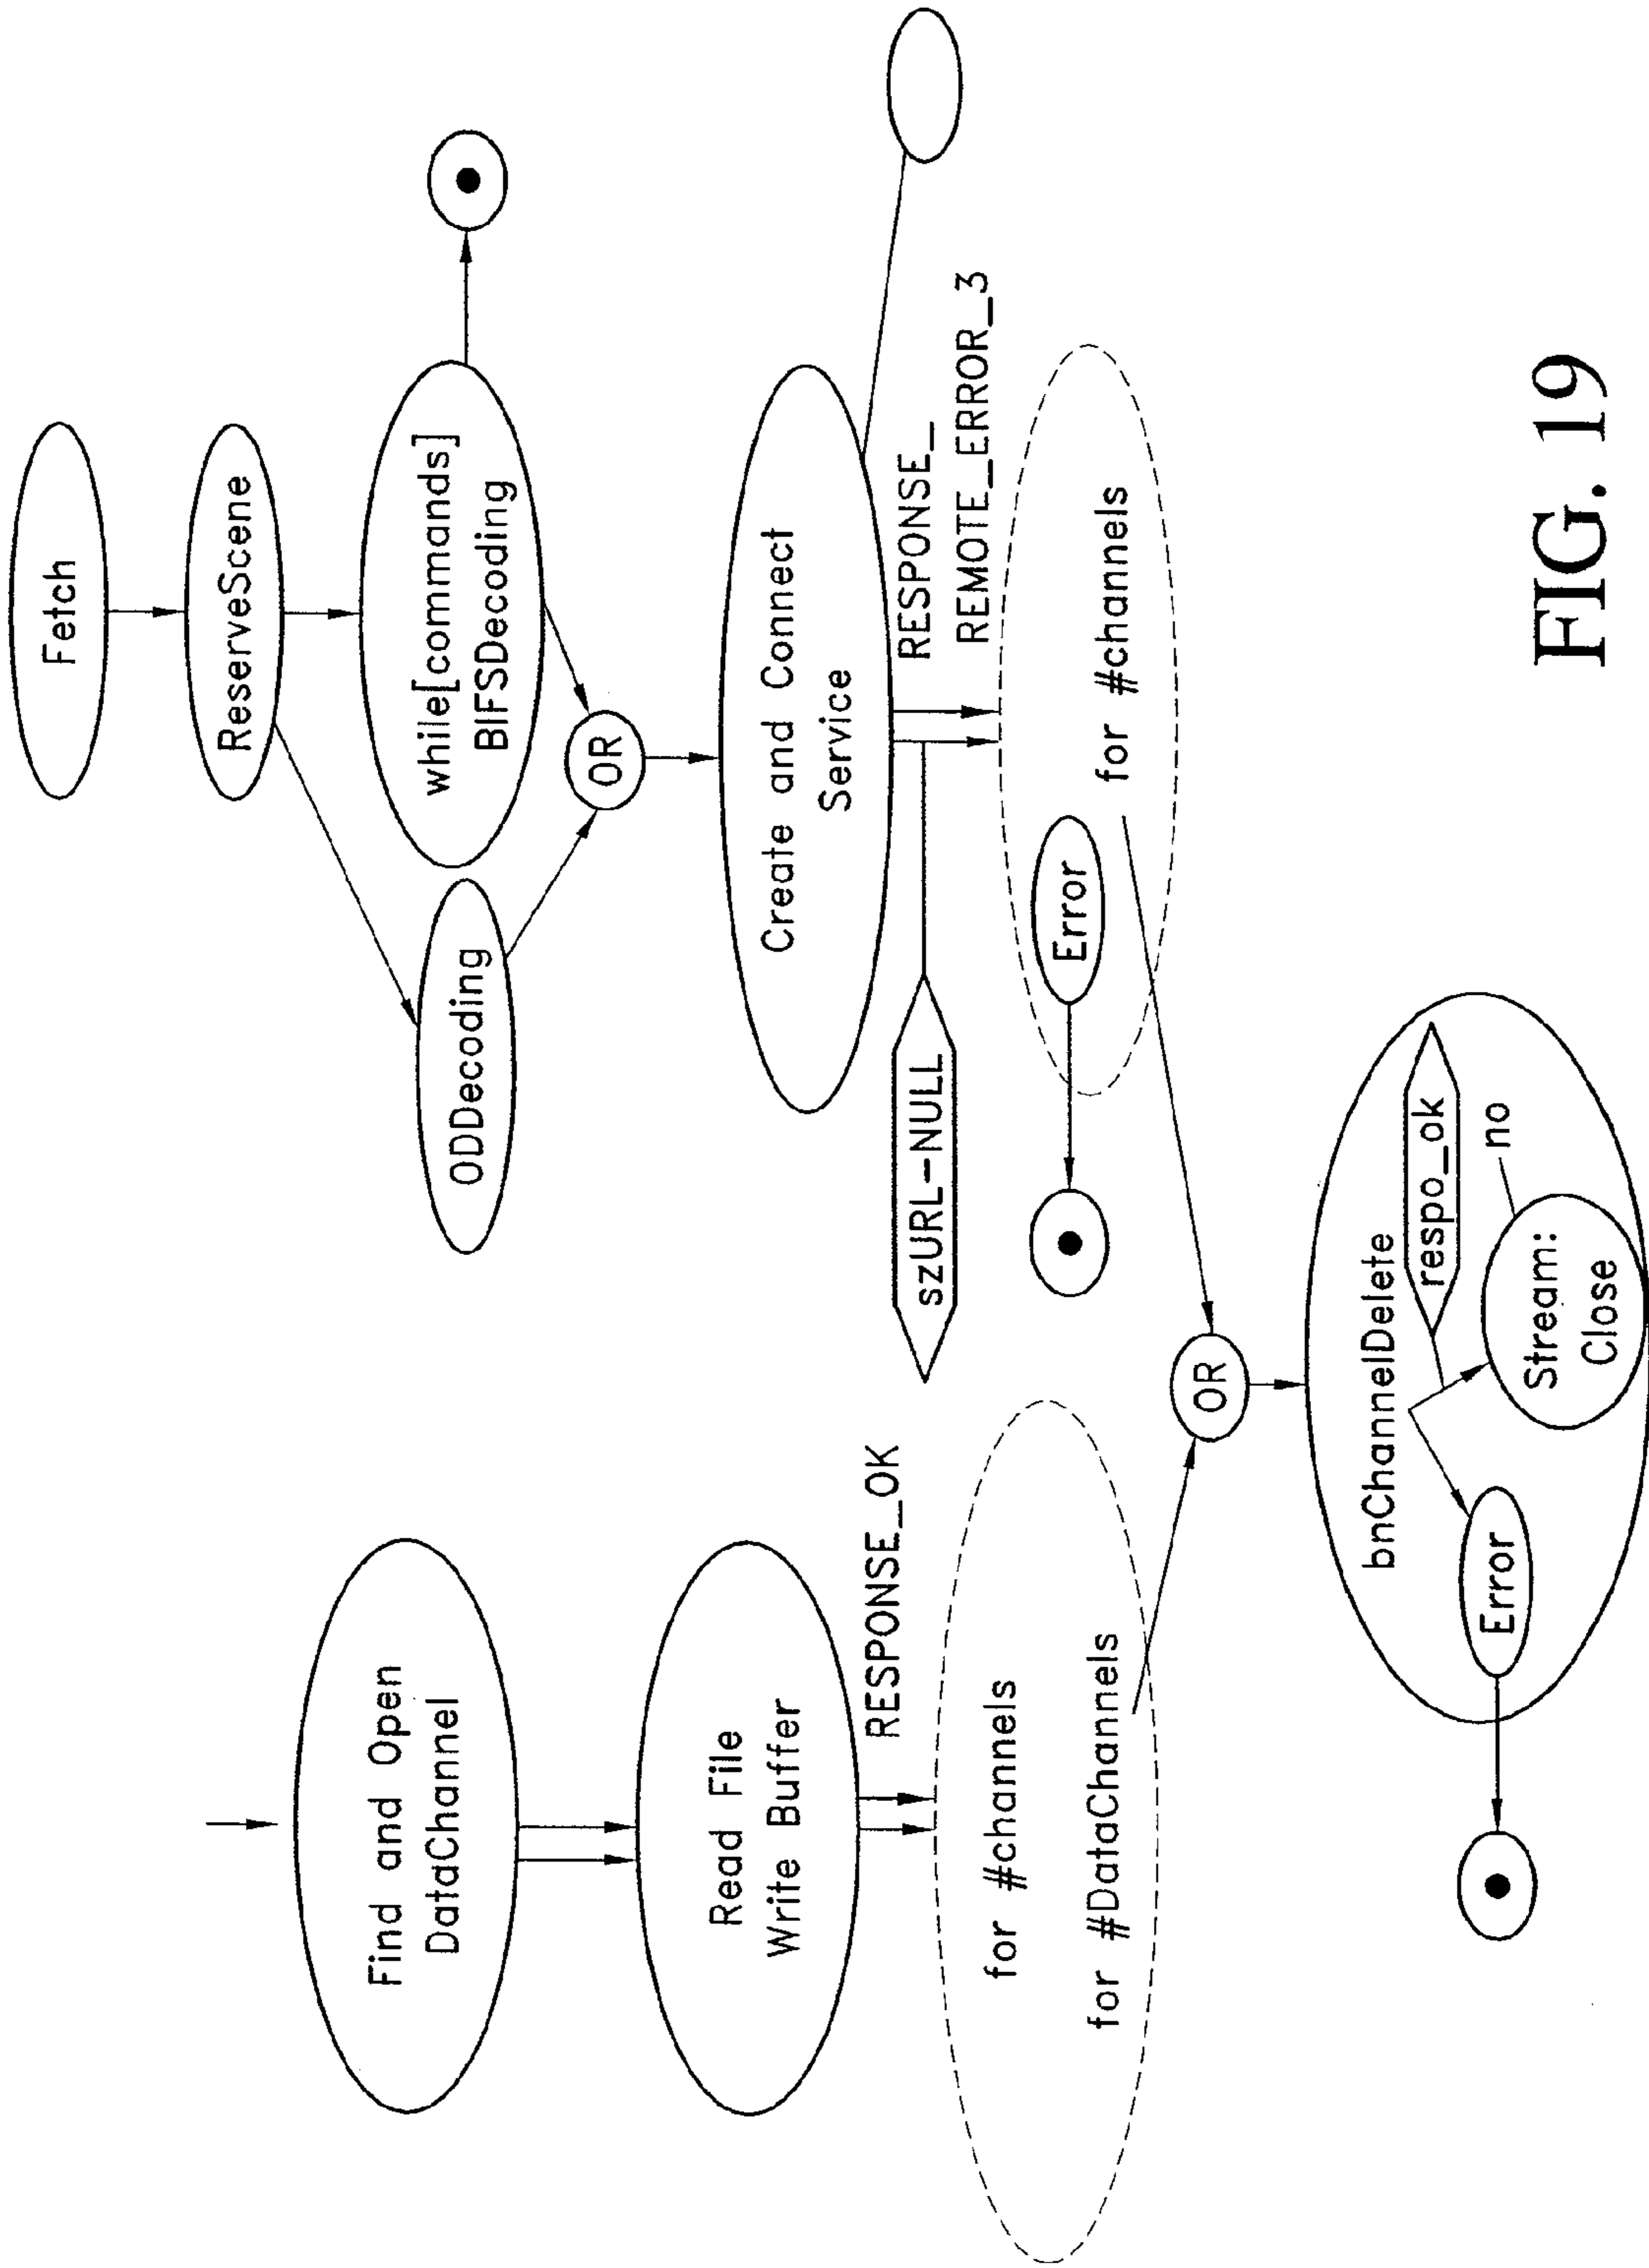 Fetch
ReserveScene
while[commands]
BIFSDecoding
ODDecoding
OR
Create and Connect
Service
RESPONSE_
REMOTE_ERROR_3
szURL-NULL
for #channels
Error
Find and Open
DataChannel
Read File
Write Buffer
RESPONSE_OK
for #channels
for #DataChannels
OR
bnChannelDelete
respo_ok
no
Stream:
Close
Error
FIG. 19